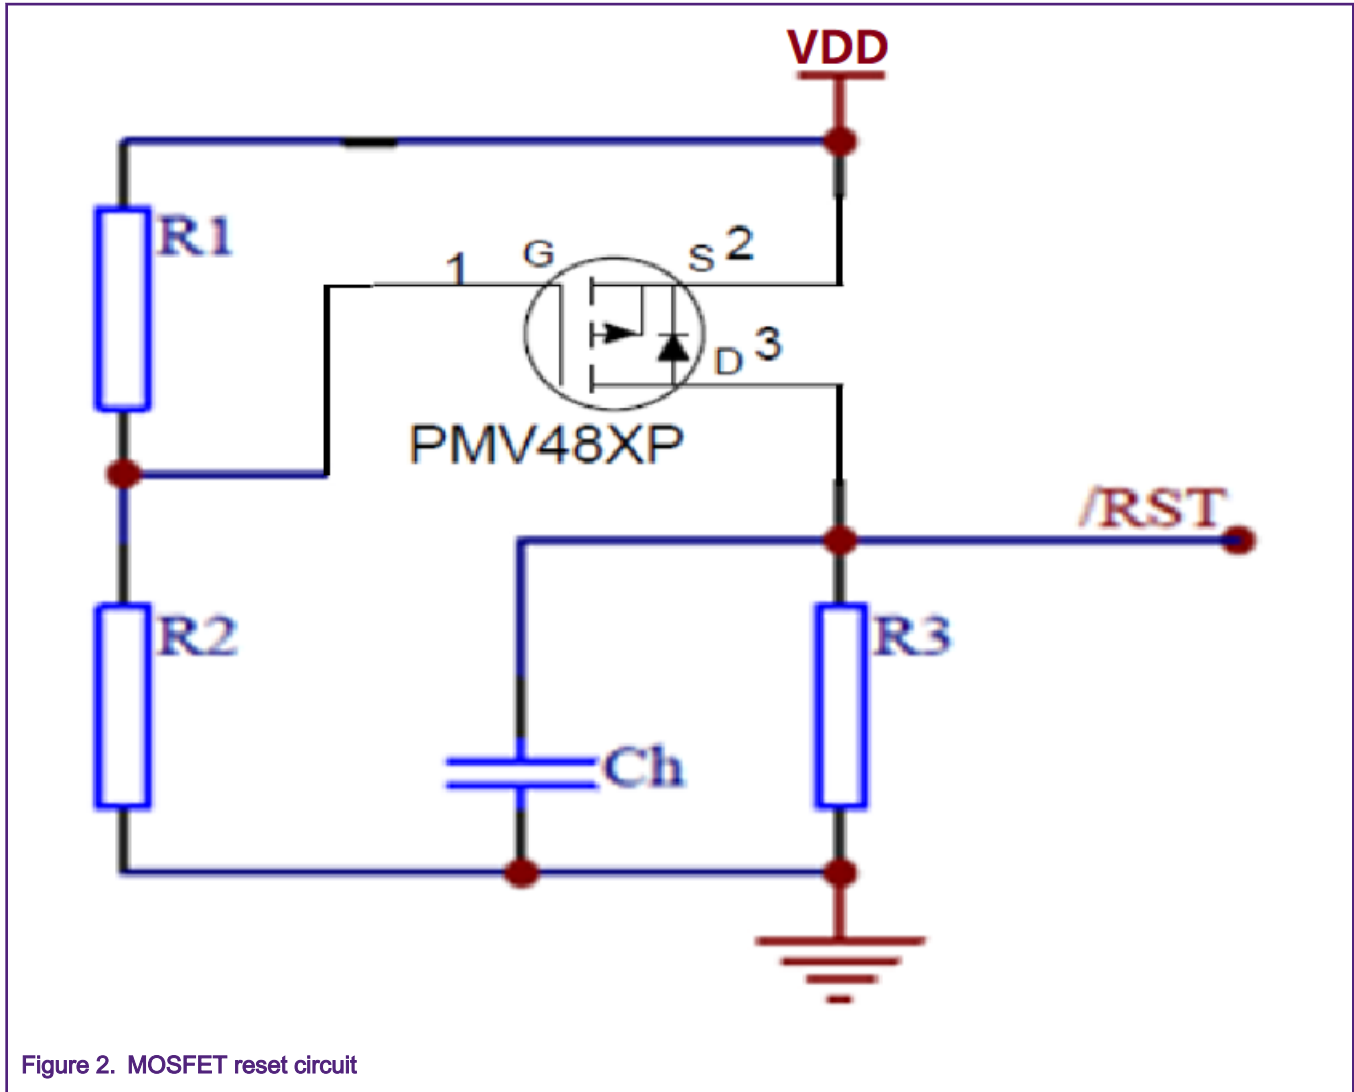 VDD
R1
1
G
S 2
D 3
PMV48XP
/RST
R2
R3
Ch
Figure 2. MOSFET reset circuit